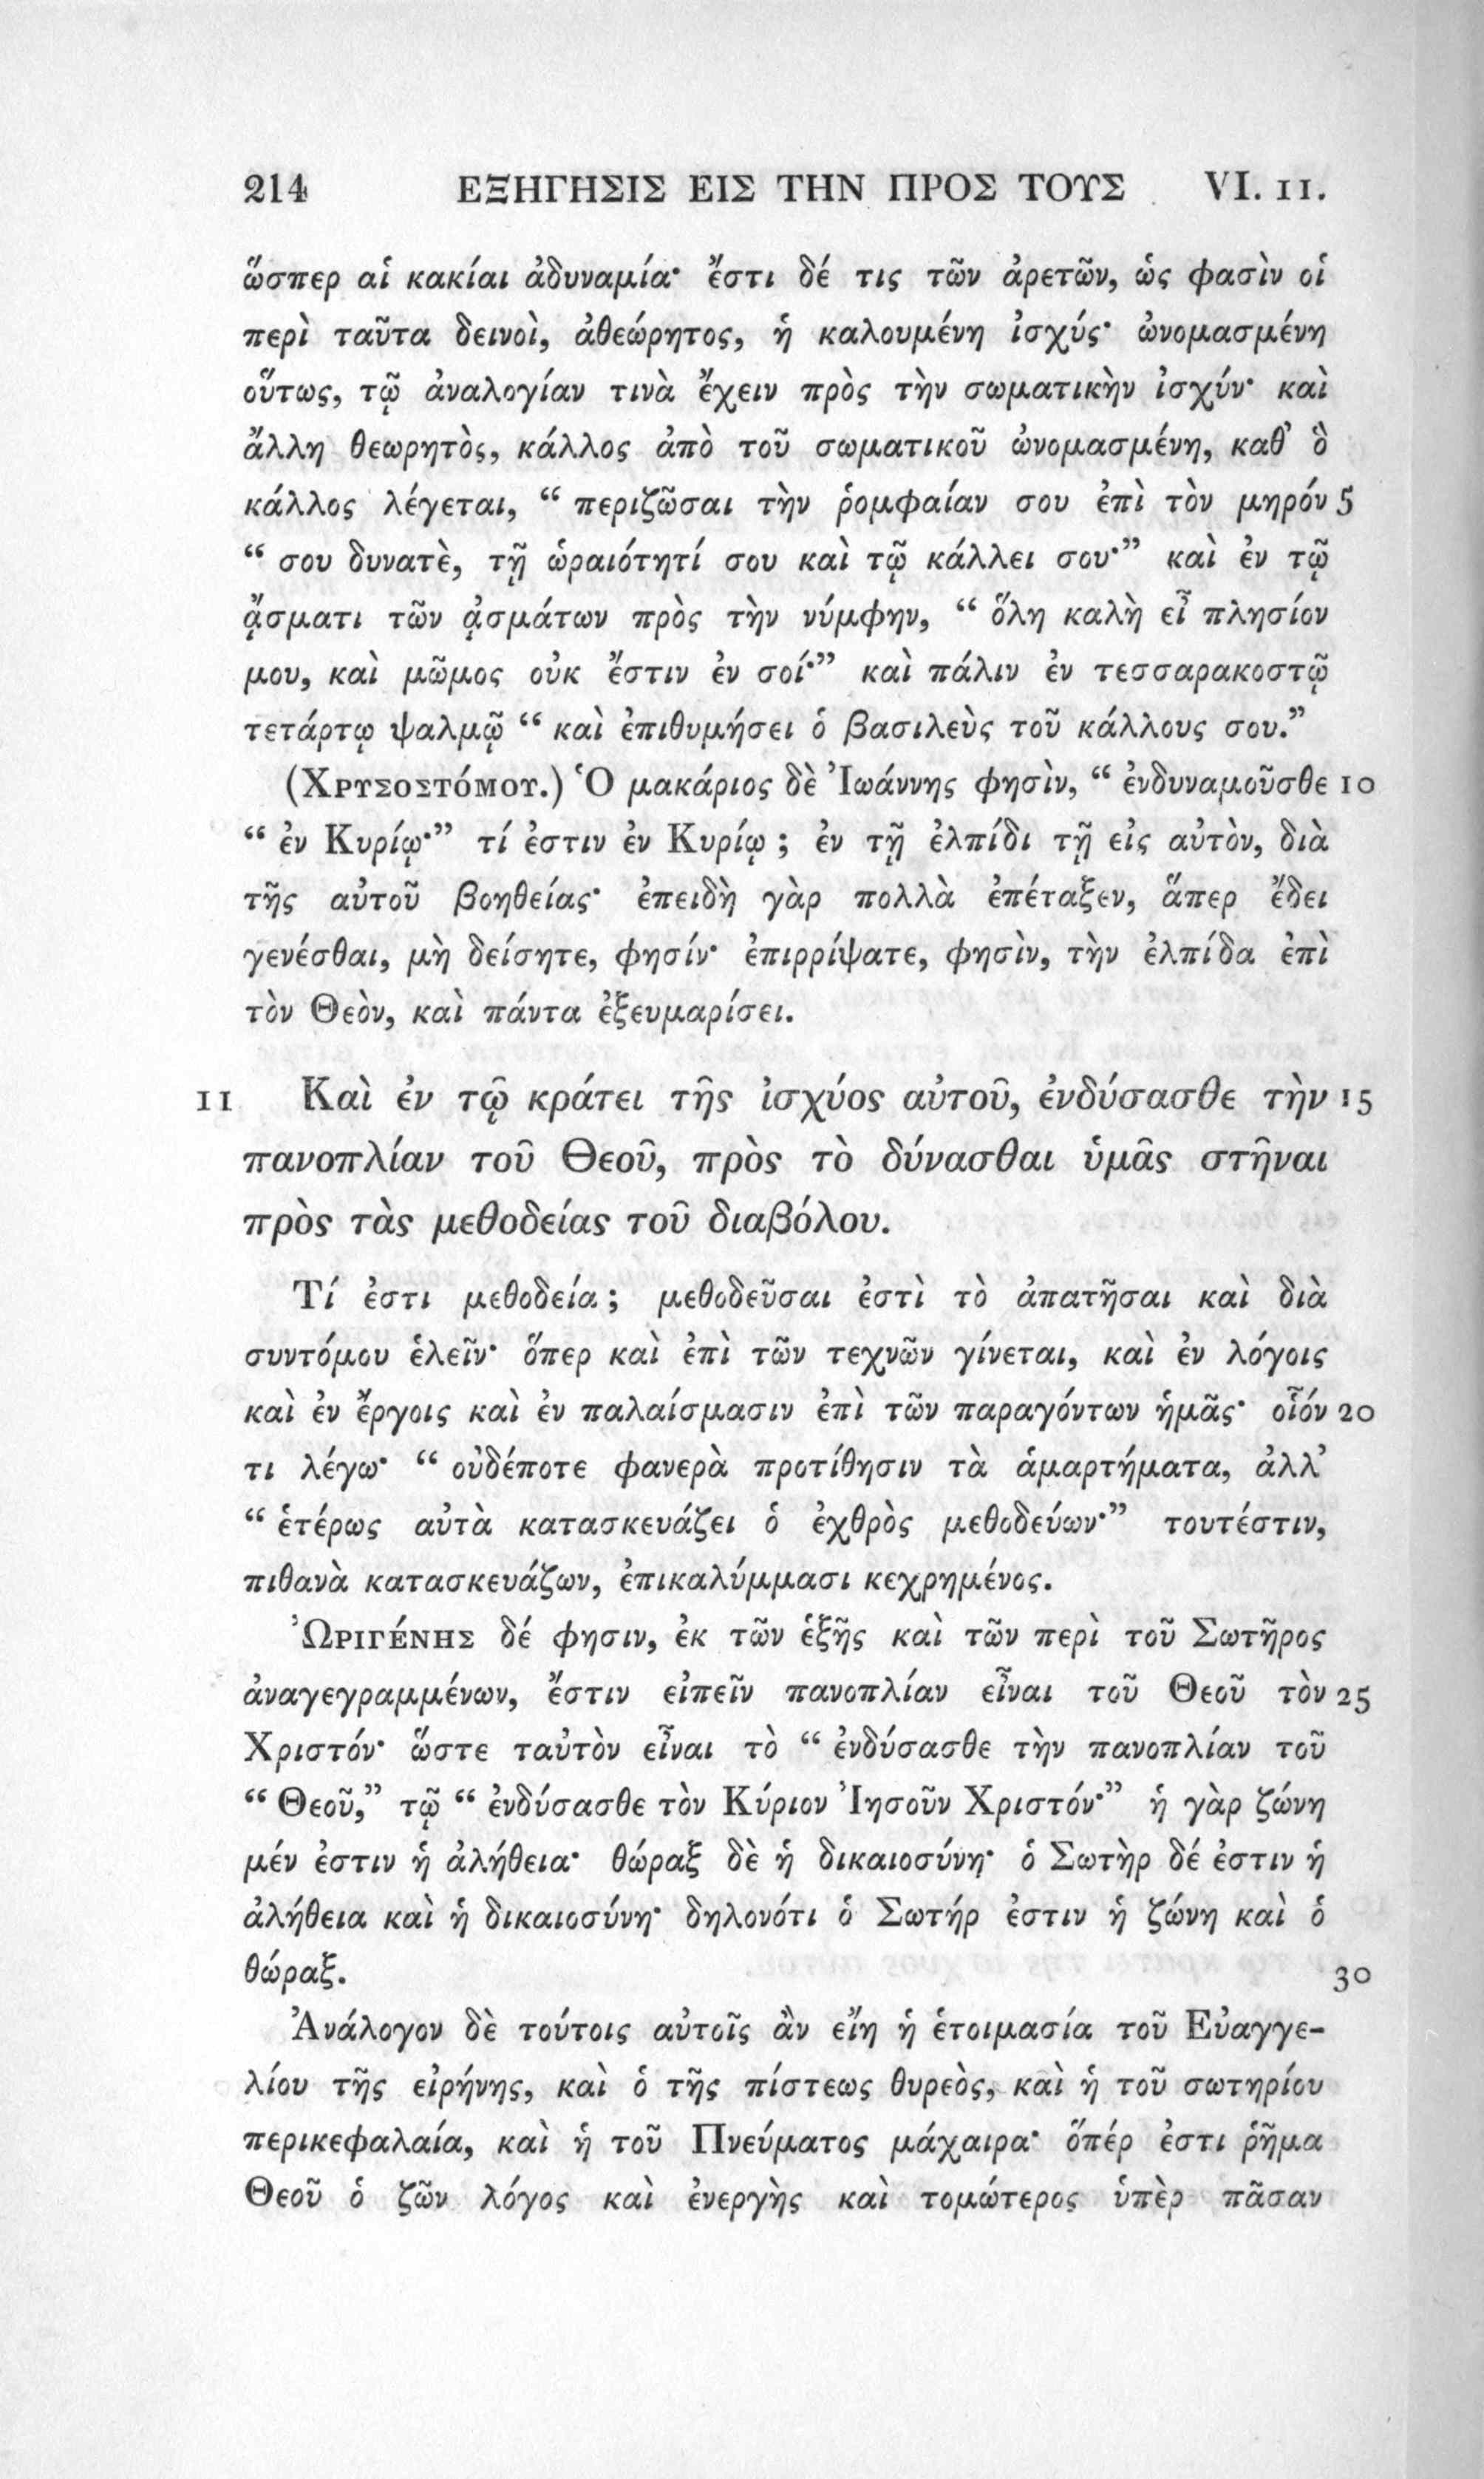 214 ΕΞΗΓΗΣΙΣ ΕΙΣ ΤΗΝ ΠΡΟΣ ΤΟΥΣ VI. 11.
ὥσπερ αἱ κακίαι ἀδυναμία· ἔστι δέ τις τῶν ἀρετῶν, ὡς φασὶν οἱ
περὶ ταῦτα δεινοὶ, ἀθεώρητος, ἡ καλουμένη ἰσχύς· ὠνομασμένη
οὕτως, τῷ ἀναλογίαν τινὰ ἔχειν πρὸς τὴν σωματικὴν ἰσχύν· καὶ
ἄλλη θεωρητὸς, κάλλος ἀπὸ τοῦ σωματικοῦ ὠνομασμένη, καθ’ ὃ
κάλλος λέγεται, “ περιζῶσαι τὴν ῥομφαίαν σου ἐπὶ τὸν μηρόν 5
“ σου δυνατὲ, τῇ ὡραιότητί σου καὶ τῷ κάλλει σου·” καὶ ἐν τῷ
ᾄσματι τῶν ᾀσμάτων πρὸς τὴν νύμφην, “ ὅλη καλὴ εἶ πλησίον
μου, καὶ μῶμος οὐκ ἔστιν ἐν σοί·” καὶ πάλιν ἐν τεσσαρακοστῷ
τετάρτῳ ψαλμῷ “ καὶ ἐπιθυμήσει ὁ βασιλεὺς τοῦ κάλλους σου.”
(ΧΡΥΣΟΣΤΌΜΟΥ.) Ὁ μακάριος δὲ Ἰωάννης φησὶν, “ ἐνδυναμοῦσθε 10
“ ἐν Κυρίῳ·” τί ἐστιν ἐν Κυρίῳ ; ἐν τῇ ἐλπίδι τῇ εἰς αὐτὸν, διὰ
τῆς αὐτοῦ βοηθείας· ἐπειδὴ γὰρ πολλὰ ἐπέταξεν, ἅπερ ἔδει
γενέσθαι, μὴ δείσητε, φησίν· ἐπιρρίψατε, φησὶν, τὴν ἐλπίδα ἐπὶ
τὸν Θεὸν, καὶ πάντα ἐξευμαρίσει.
11 Καὶ ἐν τῷ κράτει τῆς ἰσχύος αὐτοῦ, ἐνδύσασθε τὴν 15
πανοπλίαν τοῦ Θεοῦ, πρὸς τὸ δύνασθαι ὑμᾶς στῆναι
πρὸς τὰς μεθοδείας τοῦ διαβόλου.
Τί ἐστι μεθοδεία ; μεθοδεῦσαι ἐστὶ τὸ ἀπατῆσαι καὶ διὰ
συντόμου ἑλεῖν· ὅπερ καὶ ἐπὶ τῶν τεχνῶν γίνεται, καὶ ἐν λόγοις
καὶ ἐν ἔργοις καὶ ἐν παλαίσμασιν ἐπὶ τῶν παραγόντων ἡμᾶς· οἷόν 20
τι λέγω· “ οὐδέποτε φανερὰ προτίθησιν τὰ ἁμαρτήματα, ἀλλ’
“ ἑτέρως αὐτὰ κατασκευάζει ὁ ἐχθρὸς μεθοδεύων·” τουτέστιν,
πιθανὰ κατασκευάζων, ἐπικαλύμμασι κεχρημένος.
ὨΡΙΓΈΝΗΣ δέ φησιν, ἐκ τῶν ἑξῆς καὶ τῶν περὶ τοῦ Σωτῆρος
ἀναγεγραμμένων, ἔστιν εἰπεῖν πανοπλίαν εἶναι τοῦ Θεοῦ τὸν 25
Χριστόν· ὥστε ταὐτὸν εἶναι τὸ “ ἐνδύσασθε τὴν πανοπλίαν τοῦ
“ Θεοῦ,” τῷ “ ἐνδύσασθε τὸν Κύριον Ἰησοῦν Χριστόν·” ἡ γὰρ ζώνη
μέν ἐστιν ἡ ἀλήθεια· θώραξ δὲ ἡ δικαιοσύνη· ὁ Σωτὴρ δέ ἐστιν ἡ
ἀλήθεια καὶ ἡ δικαιοσύνη· δηλονότι ὁ Σωτήρ ἐστιν ἡ ζώνη καὶ ὁ
θώραξ. 30
Ἀνάλογον δὲ τούτοις αὐτοῖς ἂν εἴη ἡ ἑτοιμασία τοῦ Εὐαγγε-
λίου τῆς εἰρήνης, καὶ ὁ τῆς πίστεως θυρεὸς, καὶ ἡ τοῦ σωτηρίου
περικεφαλαία, καὶ ἡ τοῦ Πνεύματος μάχαιρα· ὅπέρ ἐστι ῥῆμα
Θεοῦ ὁ ζῶν λόγος καὶ ἐνεργὴς καὶ τομώτερος ὑπὲρ πᾶσαν